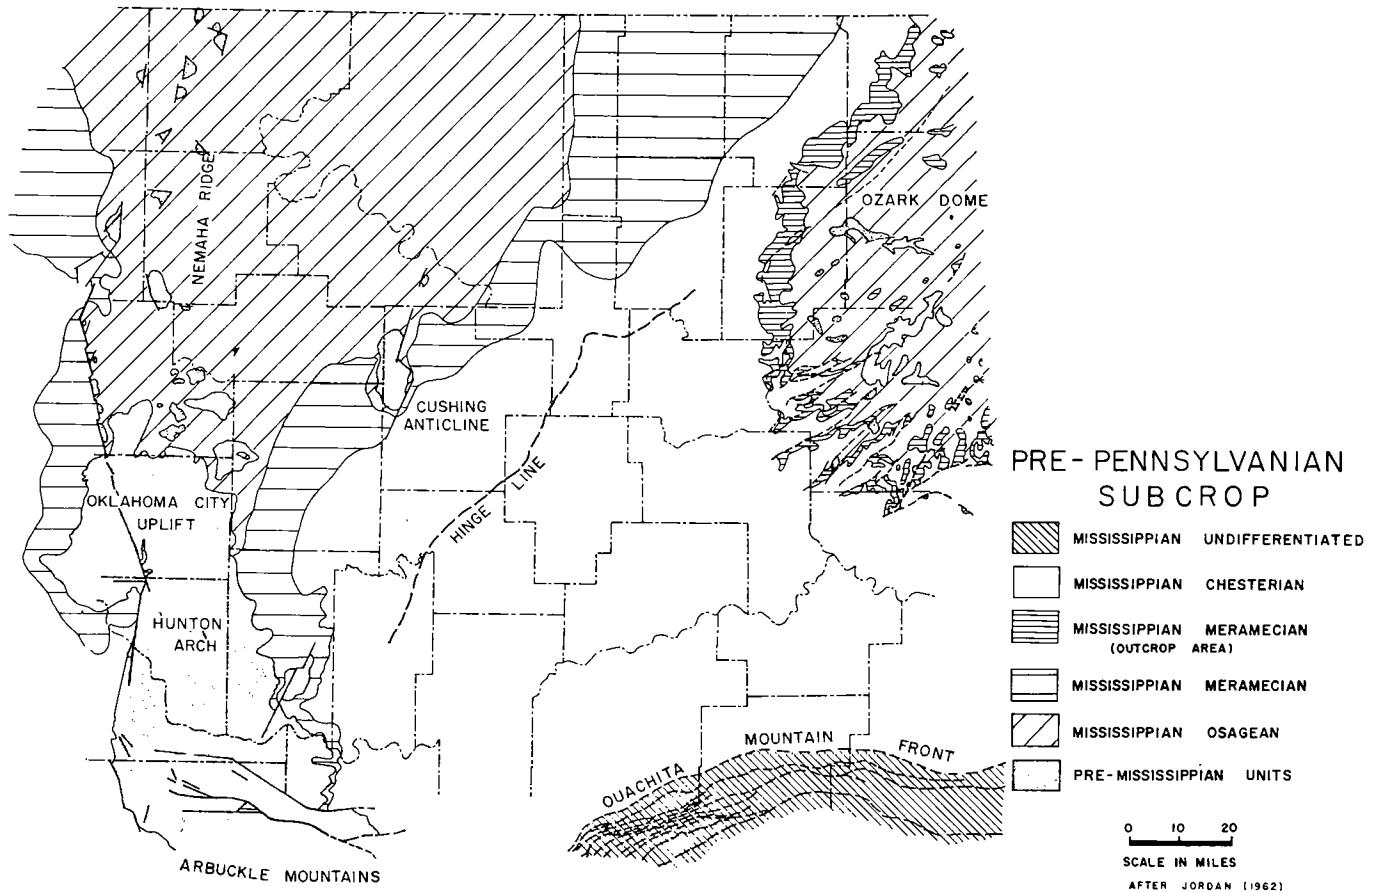 NEMAHA RIDGE
OZARK DOME
CUSHING
ANTICLINE
HINGE LINE
OKLAHOMA CITY
UPLIFT
HUNTON
ARCH
OUACHITA MOUNTAIN FRONT
ARBUCKLE MOUNTAINS
PRE-PENNSYLVANIAN
SUBCROP
MISSISSIPPIAN UNDIFFERENTIATED
MISSISSIPPIAN CHESTERIAN
MISSISSIPPIAN MERAMECIAN
(OUTCROP AREA)
MISSISSIPPIAN MERAMECIAN
MISSISSIPPIAN OSAGEAN
PRE-MISSISSIPPIAN UNITS
0 10 20
SCALE IN MILES
AFTER JORDAN (1962)